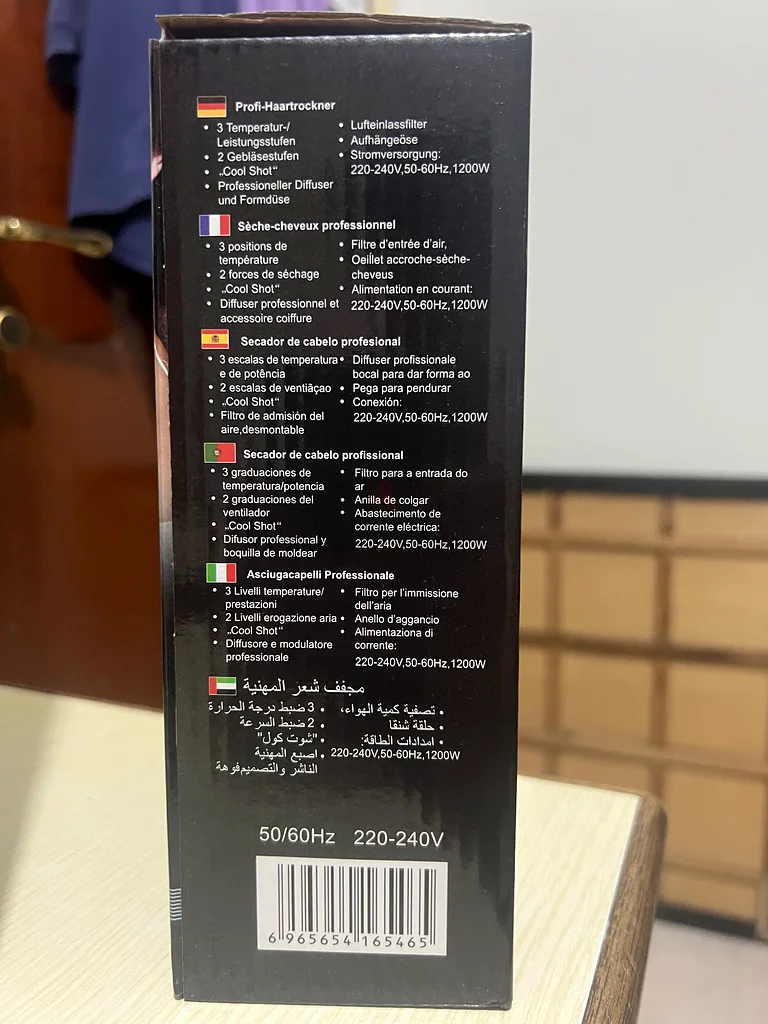 Profi-Haartrockner
• 3 Temperatur-/
Leistungsstufen
• 2 Gebläsestufen
• „Cool Shot“
• Professioneller Diffuser
und Formdüse
• Lufteinlassfilter
• Aufhängeöse
• Stromversorgung:
220-240V,50-60Hz,1200W
Sèche-cheveux professionnel
• 3 positions de
température
• 2 forces de séchage
• „Cool Shot“
• Diffuser professionnel et
accessoire coiffure
• Filtre d'entrée d'air,
• Oeillet accroche-sèche-
cheveus
• Alimentation en courant:
220-240V,50-60Hz,1200W
Secador de cabelo profesional
• 3 escalas de temperatura
e de potência
• 2 escalas de ventiãçao
• „Cool Shot“
• Filtro de admisión del
aire,desmontable
• Diffuser profissionale
bocal para dar forma ao
• Pega para pendurar
• Conexión:
220-240V,50-60Hz,1200W
Secador de cabelo profissional
• 3 graduaciones de
temperatura/potencia
• 2 graduaciones del
ventilador
• „Cool Shot“
• Difusor professional y
boquilla de moldear
• Filtro para a entrada do
ar
• Anilla de colgar
• Abastecimento de
corrente eléctrica:
220-240V,50-60Hz,1200W
Asciugacapelli Professionale
• 3 Livelli temperature/
prestazioni
• 2 Livelli erogazione aria
• „Cool Shot“
• Diffusore e modulatore
professionale
• Filtro per l'immissione
dell'aria
• Anello d'aggancio
• Alimentaziona di
corrente:
220-240V,50-60Hz,1200W
مجفف شعر المهنية
• تصفية كمية الهواء،
• حلقة شنقا
• امدادات الطاقة:
220-240V,50-60Hz,1200W
• 3 ضبط درجة الحرارة
• 2 ضبط السرعة
• "شوت كول"
• اصبع المهنية
الناشر والتصميم فوهة
50/60Hz 220-240V
6 965654 165465